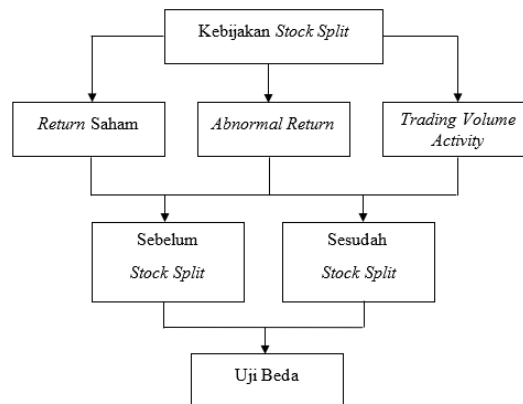 Kebijakan Stock Split
Return Saham
Abnormal Return
Trading Volume
Activity
Sebelum
Stock Split
Sesudah
Stock Split
Uji Beda